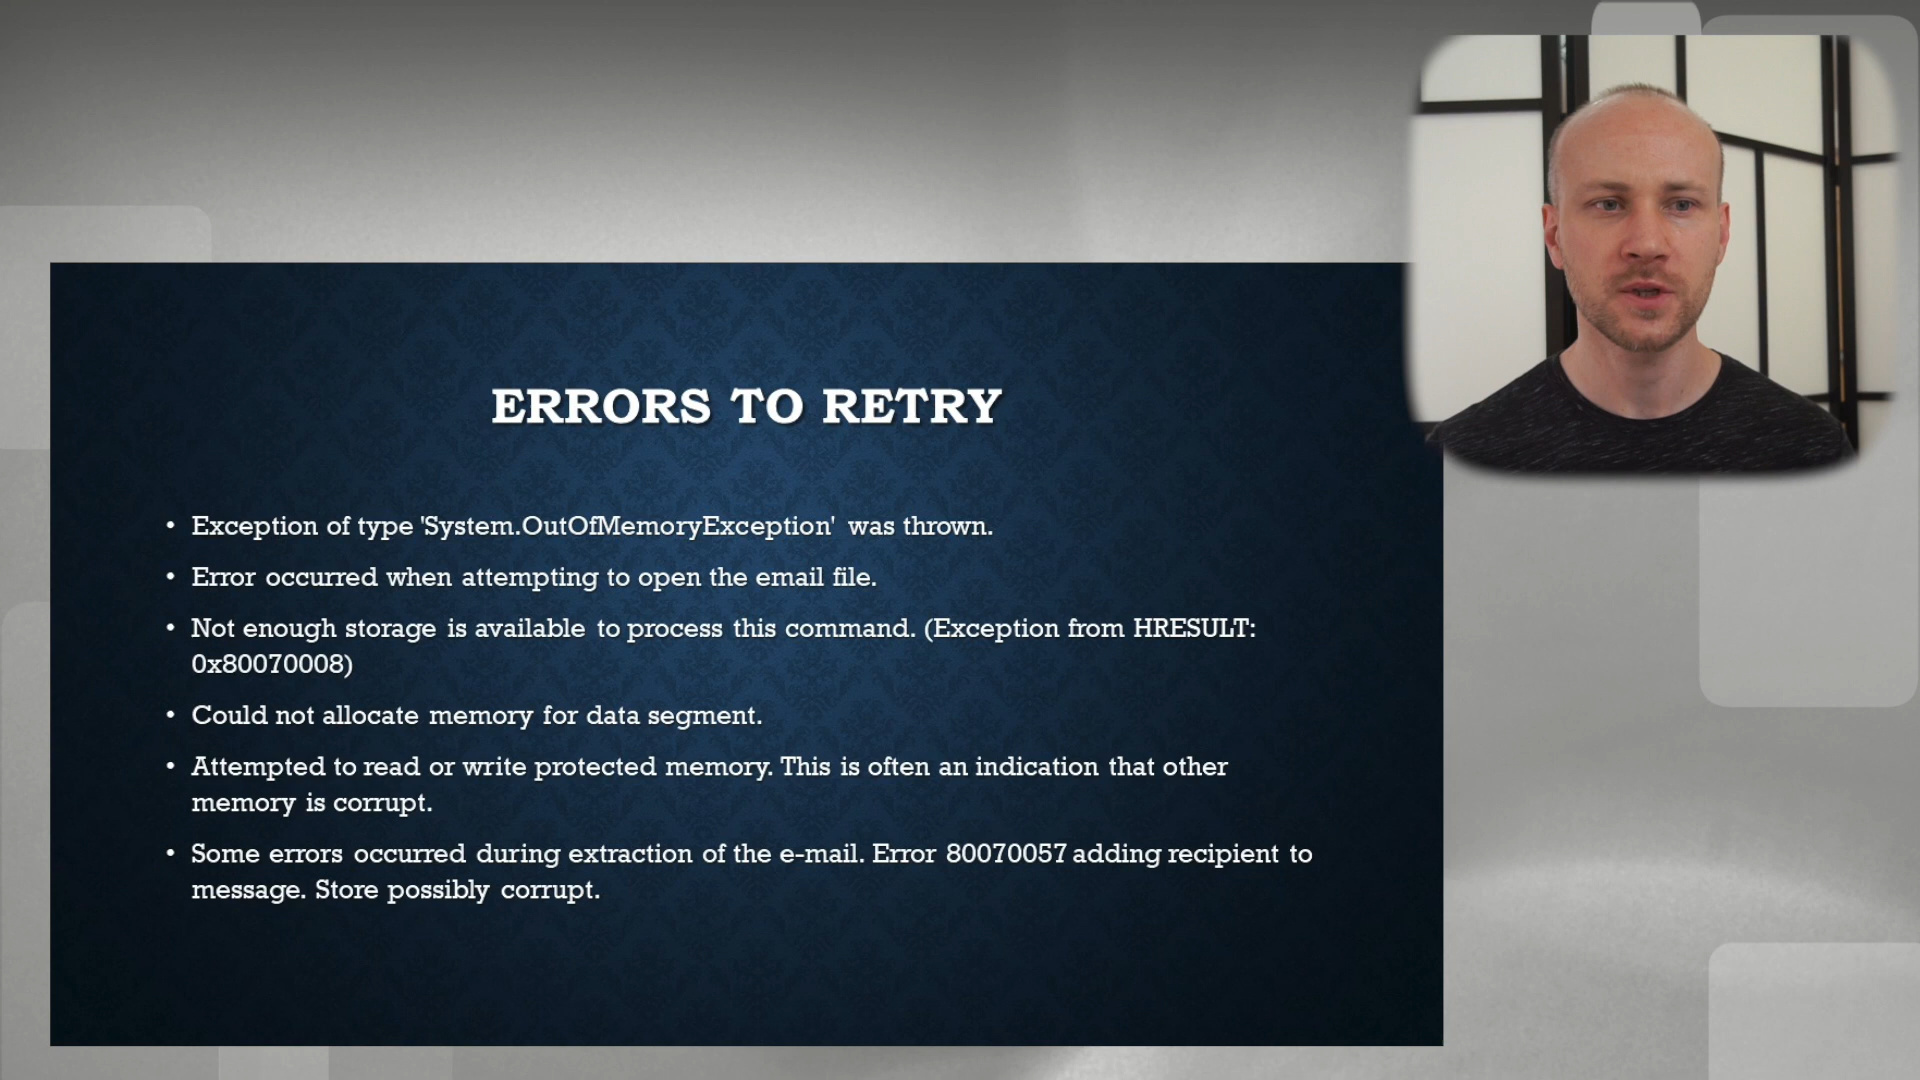 ERRORS TO RETRY
• Exception of type 'System.OutOfMemoryException' was thrown.
• Error occurred when attempting to open the email file.
• Not enough storage is available to process this command. (Exception from HRESULT:
0x80070008)
• Could not allocate memory for data segment.
• Attempted to read or write protected memory. This is often an indication that other
memory is corrupt.
• Some errors occurred during extraction of the e-mail. Error 80070057 adding recipient to
message. Store possibly corrupt.